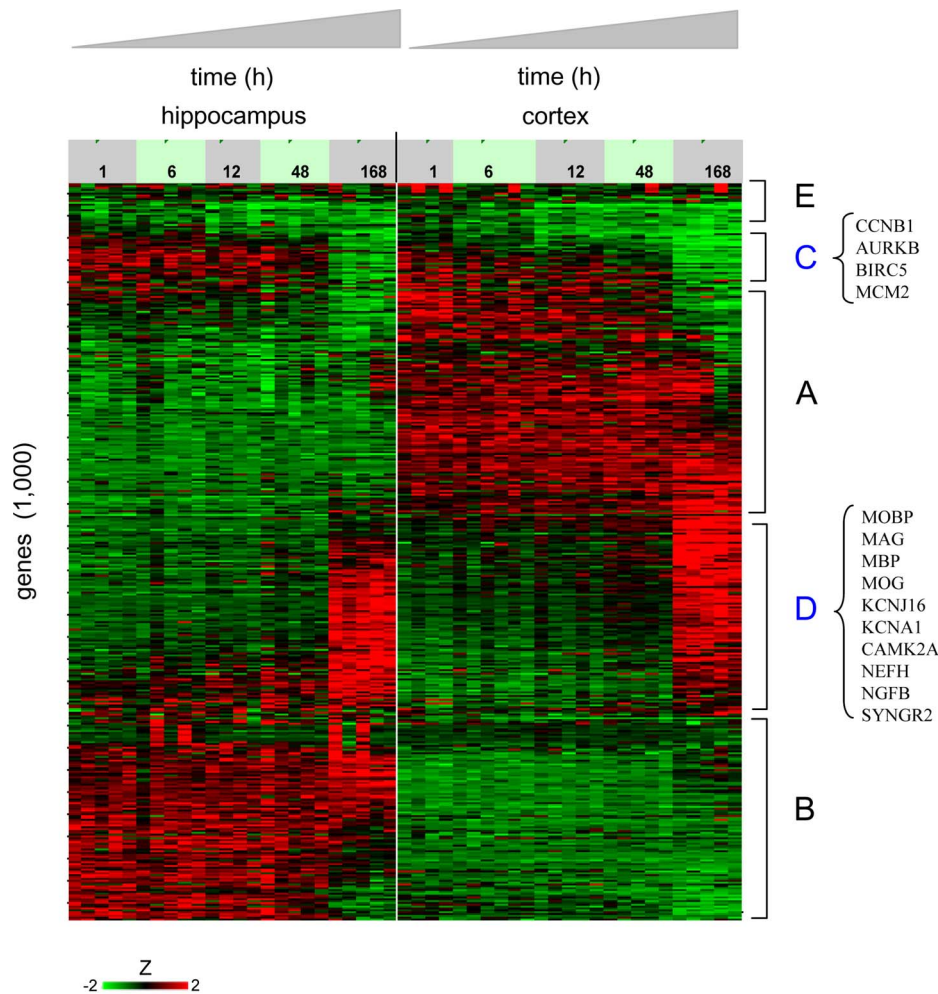 time (h)
time (h)
hippocampus
cortex
1 6 12 48 168 1 6 12 48 168
E
C
CCNB1
AURKB
BIRC5
MCM2
A
genes (1,000)
D
MOBP
MAG
MBP
MOG
KCNJ16
KCNA1
CAMK2A
NEFH
NGFB
SYNGR2
B
Z
-2 2